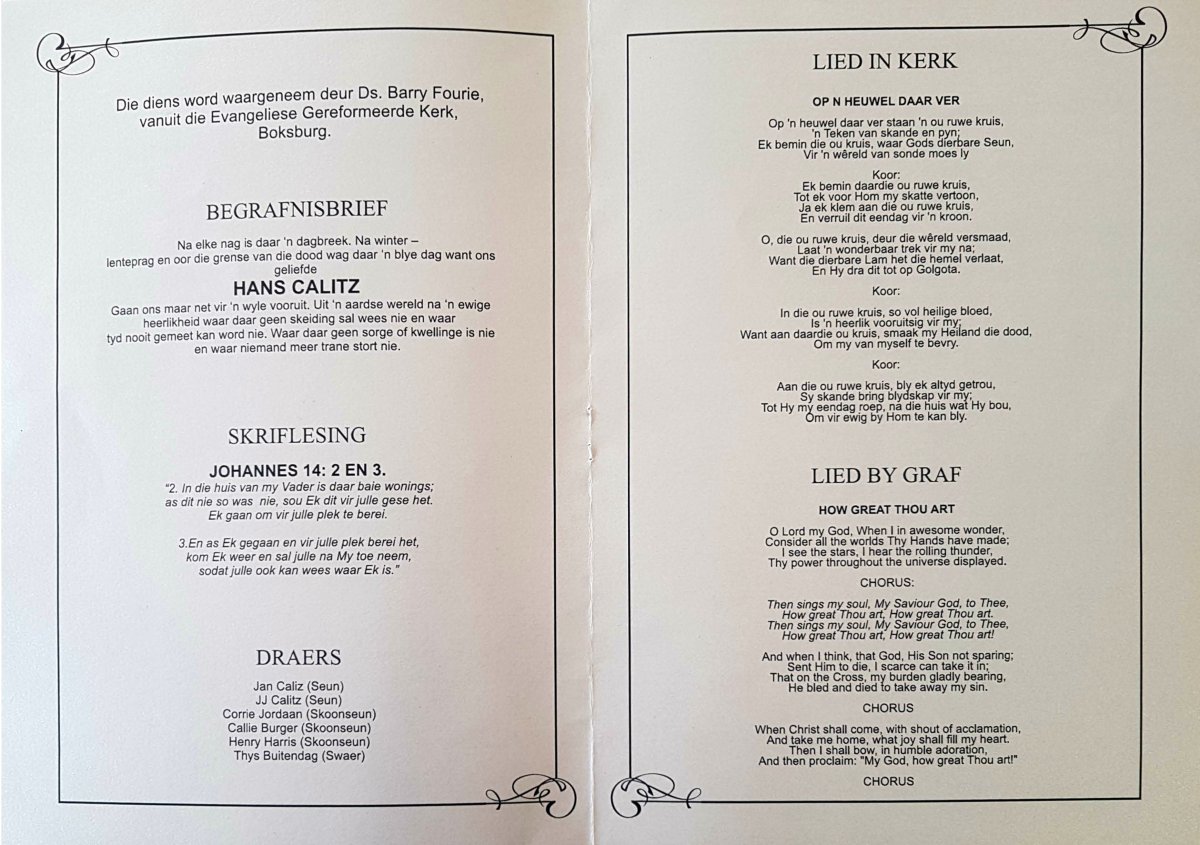 Die diens word waargeneem deur Ds. Barry Fourie,
vanuit die Evangeliese Gereformeerde Kerk,
Boksburg.
BEGRAFNISBRIEF
Na elke nag is daar 'n dagbreek. Na winter –
lenteprag en oor die grense van die dood wag daar 'n blye dag want ons
geliefde
HANS CALITZ
Gaan ons maar net vir 'n wyle vooruit. Uit 'n aardse wereld na 'n ewige
heerlikheid waar daar geen skeiding sal wees nie en waar
tyd nooit gemeet kan word nie. Waar daar geen sorge of kwellinge is nie
en waar niemand meer trane stort nie.
SKRIFLESING
JOHANNES 14: 2 EN 3.
"2. In die huis van my Vader is daar baie wonings;
as dit nie so was nie, sou Ek dit vir julle gese het.
Ek gaan om vir julle plek te berei.
3.En as Ek gegaan en vir julle plek berei het,
kom Ek weer en sal julle na My toe neem,
sodat julle ook kan wees waar Ek is."
DRAERS
Jan Caliz (Seun)
JJ Calitz (Seun)
Corrie Jordaan (Skoonseun)
Callie Burger (Skoonseun)
Henry Harris (Skoonseun)
Thys Buitendag (Swaer)
LIED IN KERK
OP N HEUWEL DAAR VER
Op 'n heuwel daar ver staan 'n ou ruwe kruis,
'n Teken van skande en pyn;
Ek bemin die ou kruis, waar Gods dierbare Seun,
Vir 'n wêreld van sonde moes ly
Koor:
Ek bemin daardie ou ruwe kruis,
Tot ek voor Hom my skatte vertoon,
Ja ek klem aan die ou ruwe kruis,
En verruil dit eendag vir 'n kroon.
O, die ou ruwe kruis, deur die wêreld versmaad,
Laat 'n wonderbaar trek vir my na;
Want die dierbare Lam het die hemel verlaat,
En Hy dra dit tot op Golgota.
Koor:
In die ou ruwe kruis, so vol heilige bloed,
Is 'n heerlik vooruitsig vir my;
Want aan daardie ou kruis, smaak my Heiland die dood,
Om my van myself te bevry.
Koor:
Aan die ou ruwe kruis, bly ek altyd getrou,
Sy skande bring blydskap vir my;
Tot Hy my eendag roep, na die huis wat Hy bou,
Om vir ewig by Hom te kan bly.
LIED BY GRAF
HOW GREAT THOU ART
O Lord my God, When I in awesome wonder,
Consider all the worlds Thy Hands have made;
I see the stars, I hear the rolling thunder,
Thy power throughout the universe displayed.
CHORUS:
Then sings my soul, My Saviour God, to Thee,
How great Thou art, How great Thou art.
Then sings my soul, My Saviour God, to Thee,
How great Thou art, How great Thou art!
And when I think, that God, His Son not sparing;
Sent Him to die, I scarce can take it in;
That on the Cross, my burden gladly bearing,
He bled and died to take away my sin.
CHORUS
When Christ shall come, with shout of acclamation,
And take me home, what joy shall fill my heart.
Then I shall bow, in humble adoration,
And then proclaim: "My God, how great Thou art!"
CHORUS